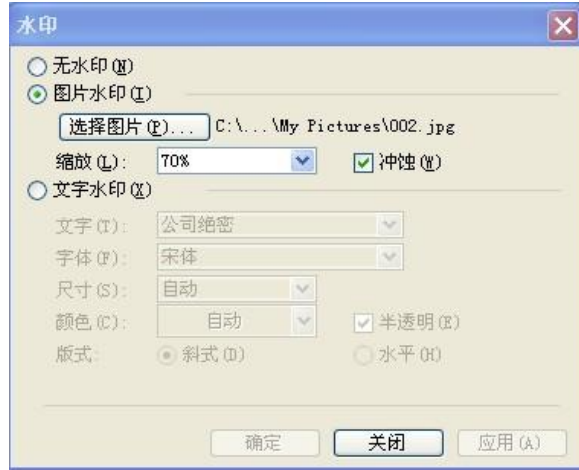 水印
无水印(N)
图片水印(I)
选择图片(P)... C:\...\My Pictures\002.jpg
缩放(L): 70% 冲蚀(W)
文字水印(X)
文字(T): 公司绝密
字体(F): 宋体
尺寸(S): 自动
颜色(C): 自动 半透明(E)
版式: 斜式(D) 水平(H)
确定 关闭 应用(A)